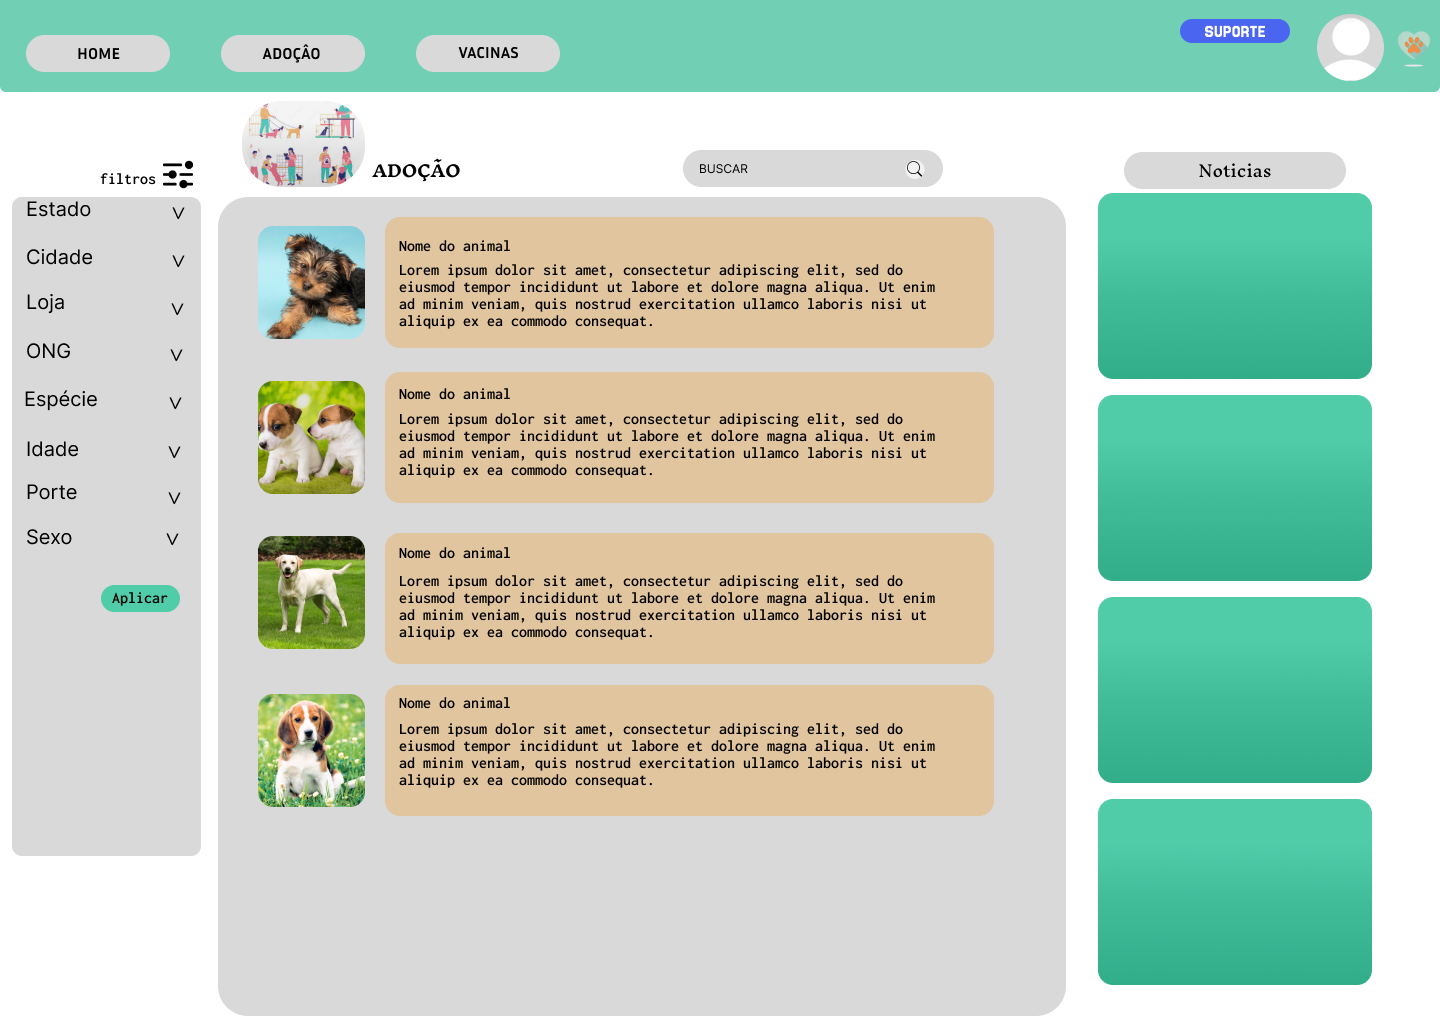 HOME
ADOÇÂO
VACINAS
SUPORTE
filtros
ADOÇÃO
BUSCAR
Noticias
Estado V
Cidade V
Loja V
ONG V
Espécie V
Idade V
Porte V
Sexo V
Aplicar
Nome do animal
Lorem ipsum dolor sit amet, consectetur adipiscing elit, sed do
eiusmod tempor incididunt ut labore et dolore magna aliqua. Ut enim
ad minim veniam, quis nostrud exercitation ullamco laboris nisi ut
aliquip ex ea commodo consequat.
Nome do animal
Lorem ipsum dolor sit amet, consectetur adipiscing elit, sed do
eiusmod tempor incididunt ut labore et dolore magna aliqua. Ut enim
ad minim veniam, quis nostrud exercitation ullamco laboris nisi ut
aliquip ex ea commodo consequat.
Nome do animal
Lorem ipsum dolor sit amet, consectetur adipiscing elit, sed do
eiusmod tempor incididunt ut labore et dolore magna aliqua. Ut enim
ad minim veniam, quis nostrud exercitation ullamco laboris nisi ut
aliquip ex ea commodo consequat.
Nome do animal
Lorem ipsum dolor sit amet, consectetur adipiscing elit, sed do
eiusmod tempor incididunt ut labore et dolore magna aliqua. Ut enim
ad minim veniam, quis nostrud exercitation ullamco laboris nisi ut
aliquip ex ea commodo consequat.